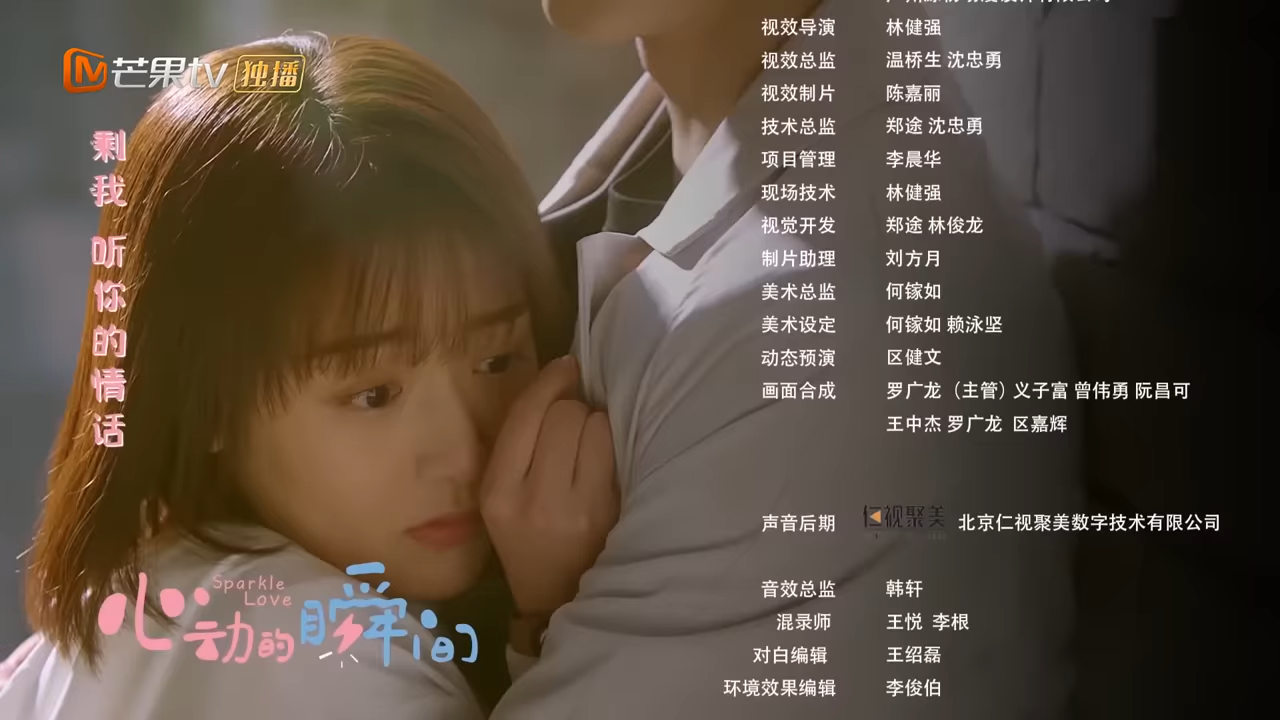 芒果tv 独播
剩我 听你的情话
心动的瞬间
Sparkle
Love
视效导演 林健强
视效总监 温桥生 沈忠勇
视效制片 陈嘉丽
技术总监 郑途 沈忠勇
项目管理 李晨华
现场技术 林健强
视觉开发 郑途 林俊龙
制片助理 刘方月
美术总监 何镓如
美术设定 何镓如 赖泳坚
动态预演 区健文
画面合成 罗广龙（主管) 义子富 曾伟勇 阮昌可
王中杰 罗广龙 区嘉辉
声音后期 仁视聚美 北京仁视聚美数字技术有限公司
音效总监 韩轩
混录师 王悦 李根
对白编辑 王绍磊
环境效果编辑 李俊伯